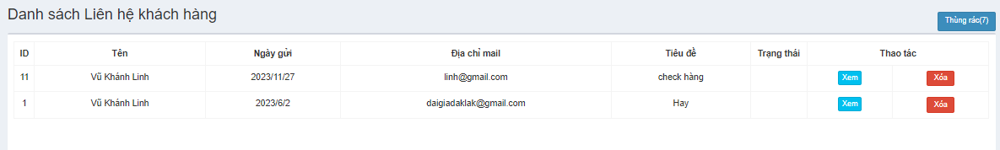 Danh sách Liên hệ khách hàng
Thùng rác(7)
ID Tên Ngày gửi Địa chỉ mail Tiêu đề Trạng thái Thao tác
11 Vũ Khánh Linh 2023/11/27 linh@gmail.com check hàng Xem Xóa
1 Vũ Khánh Linh 2023/6/2 daigiadaklak@gmail.com Hay Xem Xóa